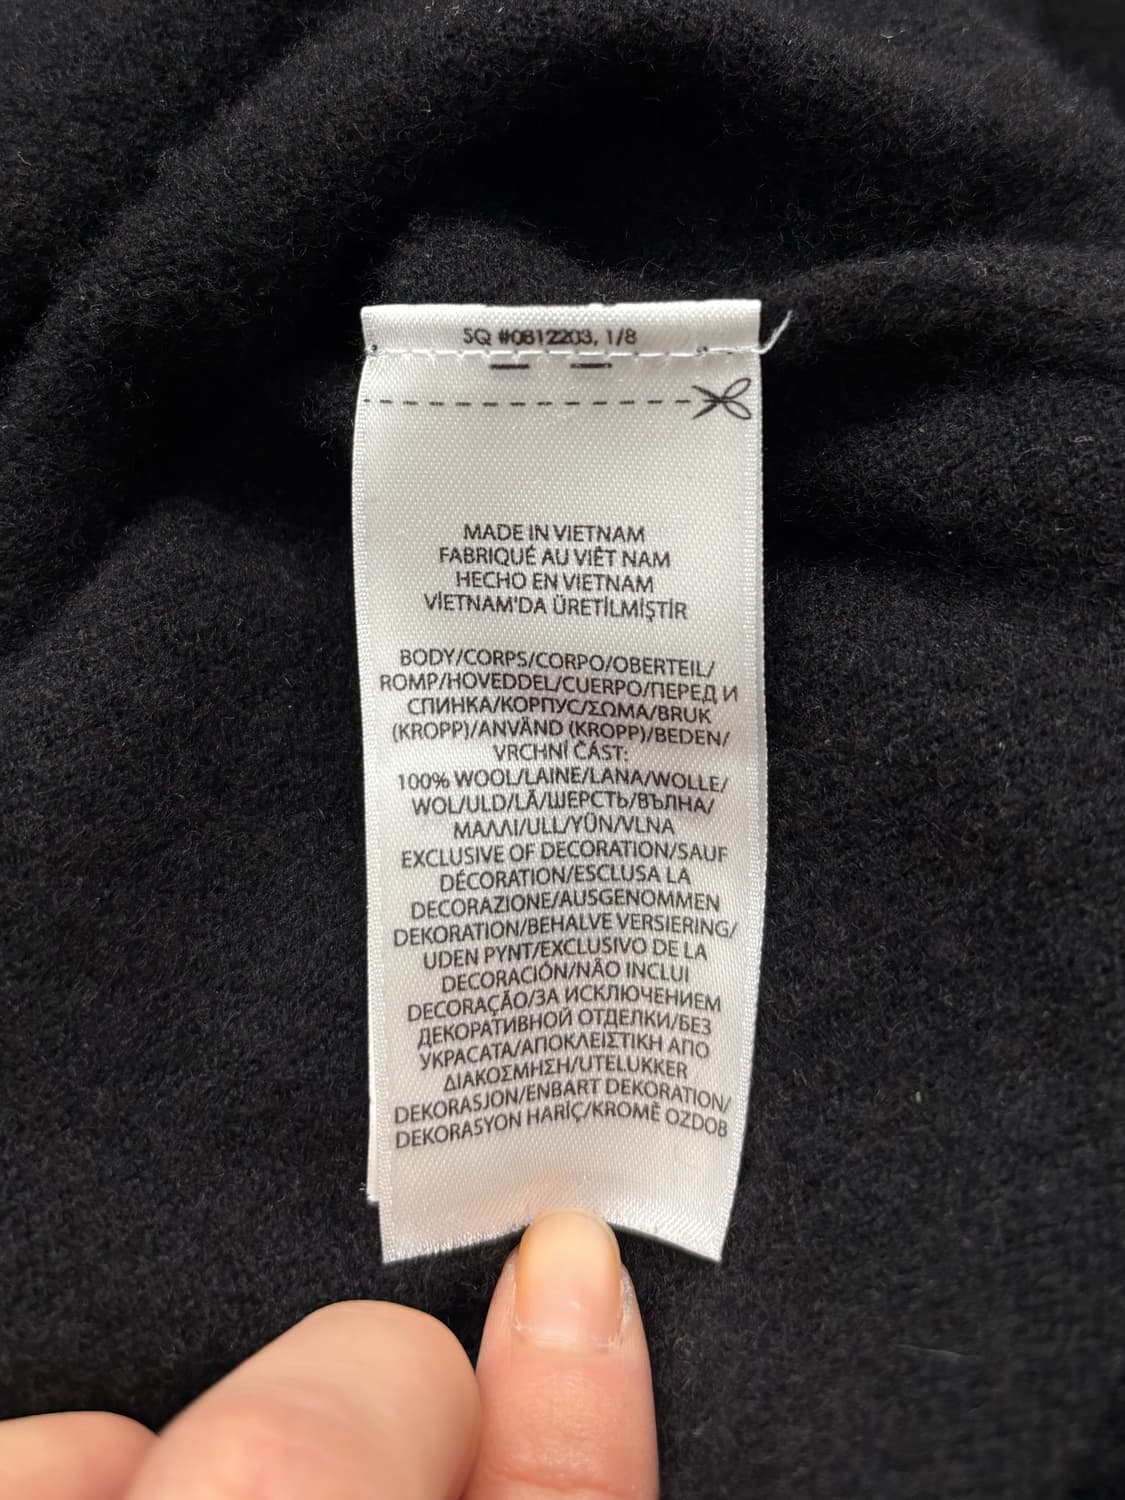 SQ #0812203, 1/8
MADE IN VIETNAM
FABRIQUÉ AU VIÊT NAM
HECHO EN VIETNAM
VİETNAM'DA ÜRETİLMİŞTİR
BODY/CORPS/CORPO/OBERTEIL/
ROMP/HOVEDDEL/CUERPO/ПЕРЕД И
СПИНКА/КОРПУС/ΣΩΜΑ/BRUK
(KROPP)/ANVÄND (KROPP)/BEDEN/
VRCHNÍ ČÁST:
100% WOOL/LAINE/LANA/WOLLE/
WOL/ULD/LÃ/ШЕРСТЬ/ВЪЛНА/
ΜΑΛΛΙ/ULL/YÜN/VLNA
EXCLUSIVE OF DECORATION/SAUF
DÉCORATION/ESCLUSA LA
DECORAZIONE/AUSGENOMMEN
DEKORATION/BEHALVE VERSIERING/
UDEN PYNT/EXCLUSIVO DE LA
DECORACIÓN/NÃO INCLUI
DECORAÇÃO/ЗА ИСКЛЮЧЕНИЕМ
ДЕКОРАТИВНОЙ ОТДЕЛКИ/БЕЗ
УКРАСАТА/ΑΠΟΚΛΕΙΣΤΙΚΗ ΑΠΟ
ΔΙΑΚΟΣΜΗΣΗ/UTELUKKER
DEKORASJON/ENBART DEKORATION/
DEKORASYON HARİÇ/KROMĚ OZDOB